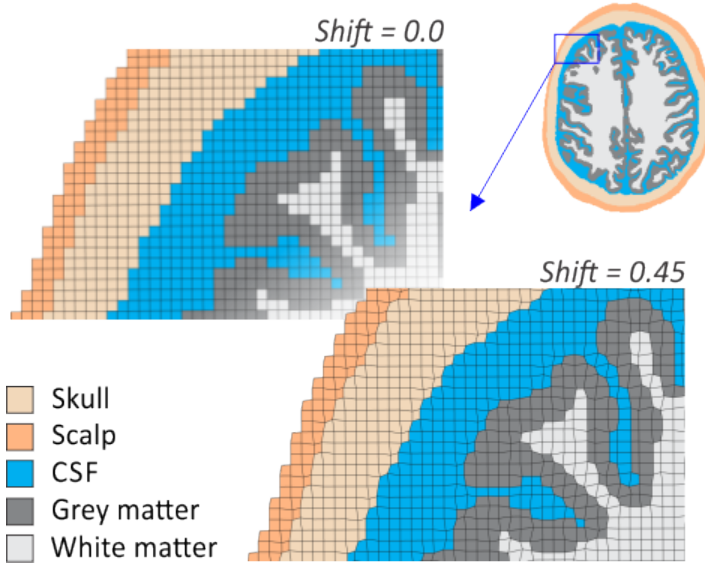 Shift = 0.0
Shift = 0.45
Skull
Scalp
CSF
Grey matter
White matter